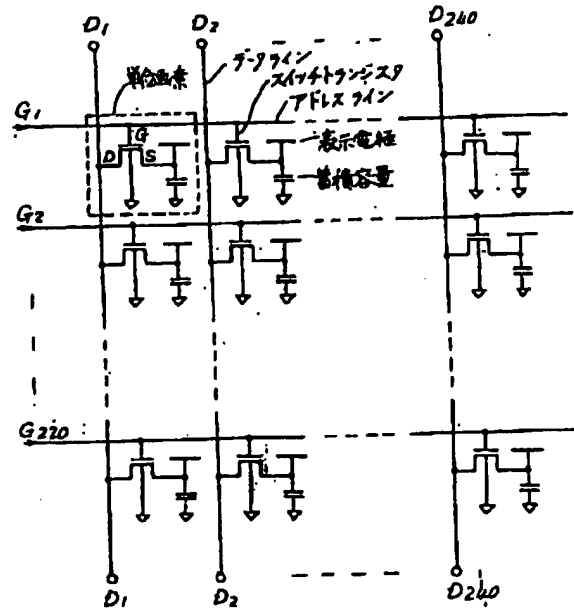 D1 D2 D240
データライン
単位画素 スイッチトランジスタ
アドレスライン
G1
G
D S
表示電極
蓄積容量
G2
G220
D1 D2 D240